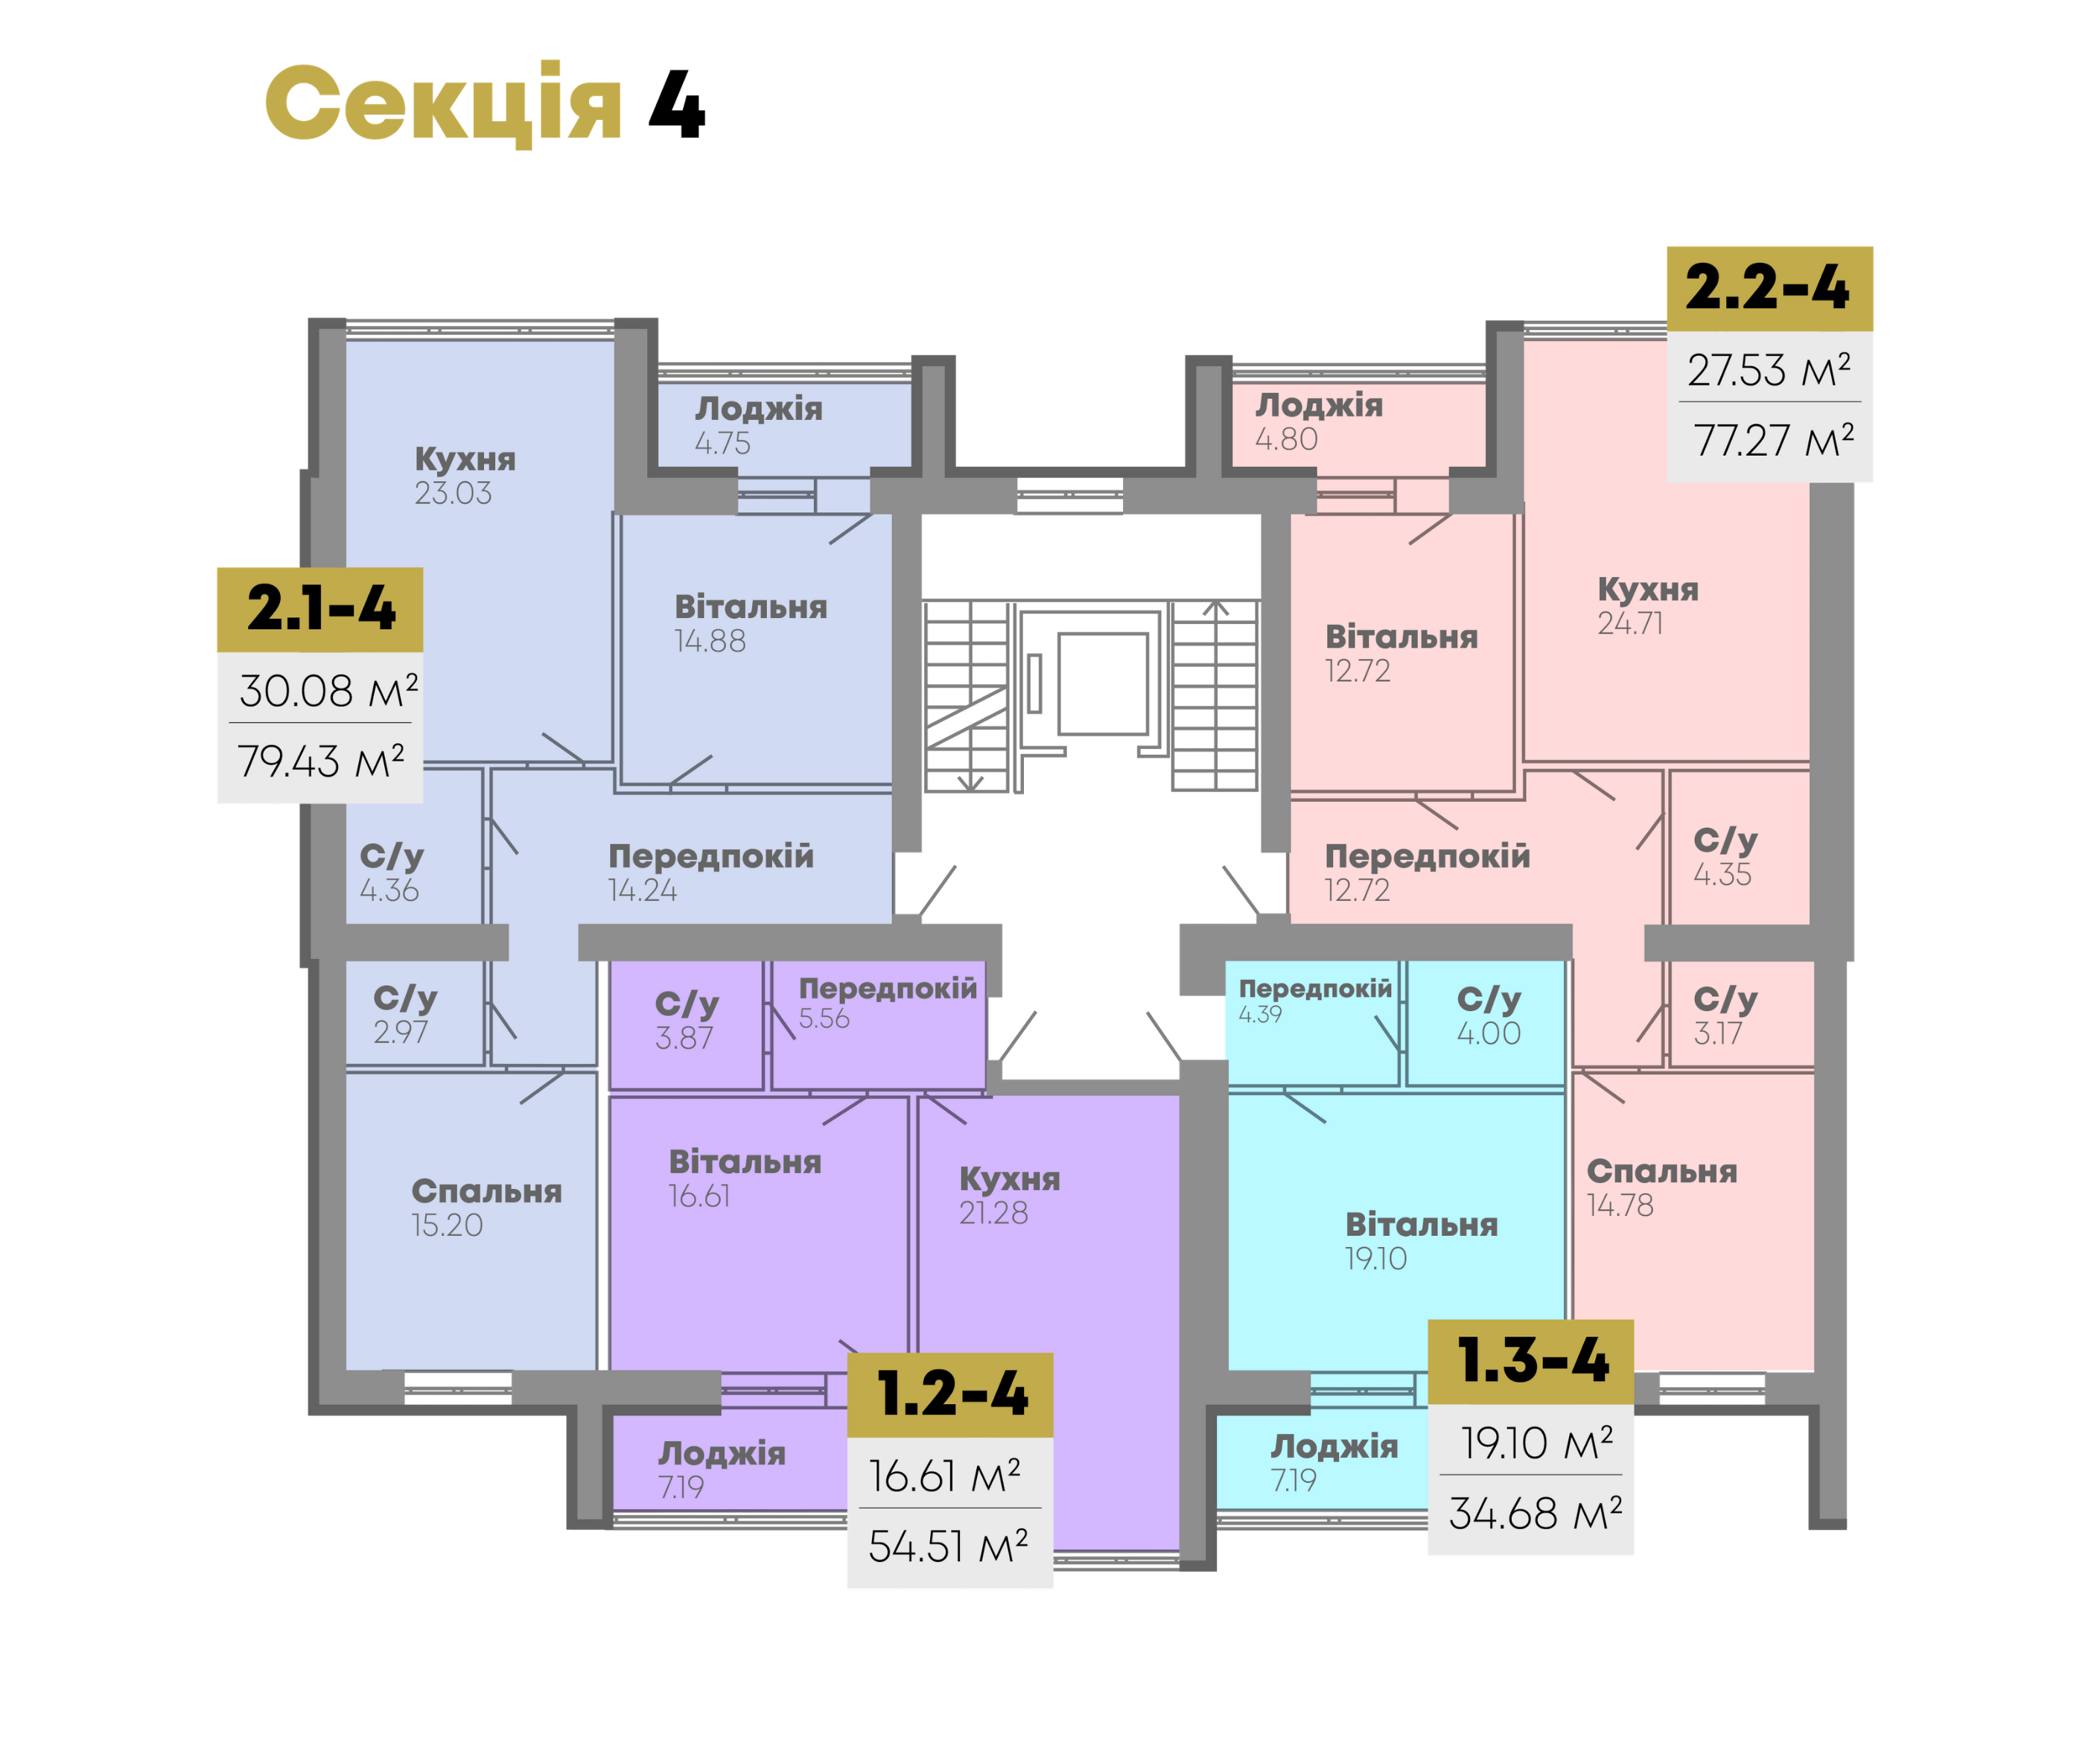 Секція 4
2.2-4
27.53 м²
77.27 м²
Лоджія
4.75
Лоджія
4.80
Кухня
23.03
Вітальня
14.88
Вітальня
12.72
Кухня
24.71
2.1-4
30.08 м²
79.43 м²
С/у
4.36
Передпокій
14.24
Передпокій
12.72
С/у
4.35
С/у
2.97
С/у
3.87
Передпокій
5.56
Передпокій
4.39
С/у
4.00
С/у
3.17
Спальня
15.20
Вітальня
16.61
Кухня
21.28
Вітальня
19.10
Спальня
14.78
Лоджія
7.19
1.2-4
16.61 м²
54.51 м²
Лоджія
7.19
1.3-4
19.10 м²
34.68 м²